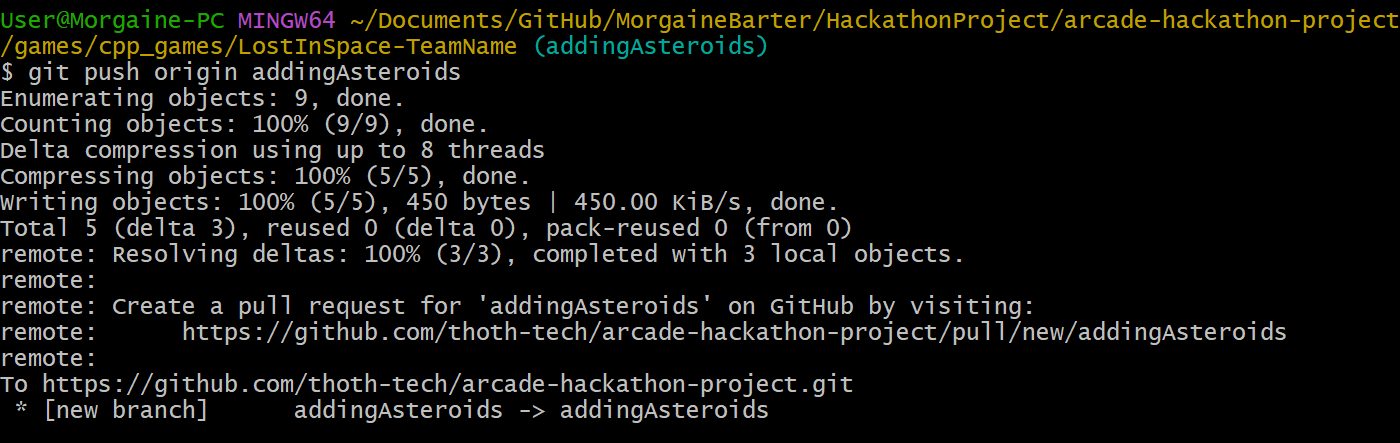 User@Morgaine-PC MINGW64 ~/Documents/GitHub/MorgaineBarter/HackathonProject/arcade-hackathon-project
/games/cpp_games/LostInSpace-TeamName (addingAsteroids)
$ git push origin addingAsteroids
Enumerating objects: 9, done.
Counting objects: 100% (9/9), done.
Delta compression using up to 8 threads
Compressing objects: 100% (5/5), done.
Writing objects: 100% (5/5), 450 bytes | 450.00 KiB/s, done.
Total 5 (delta 3), reused 0 (delta 0), pack-reused 0 (from 0)
remote: Resolving deltas: 100% (3/3), completed with 3 local objects.
remote:
remote: Create a pull request for 'addingAsteroids' on GitHub by visiting:
remote:      https://github.com/thoth-tech/arcade-hackathon-project/pull/new/addingAsteroids
remote:
To https://github.com/thoth-tech/arcade-hackathon-project.git
 * [new branch]      addingAsteroids -> addingAsteroids